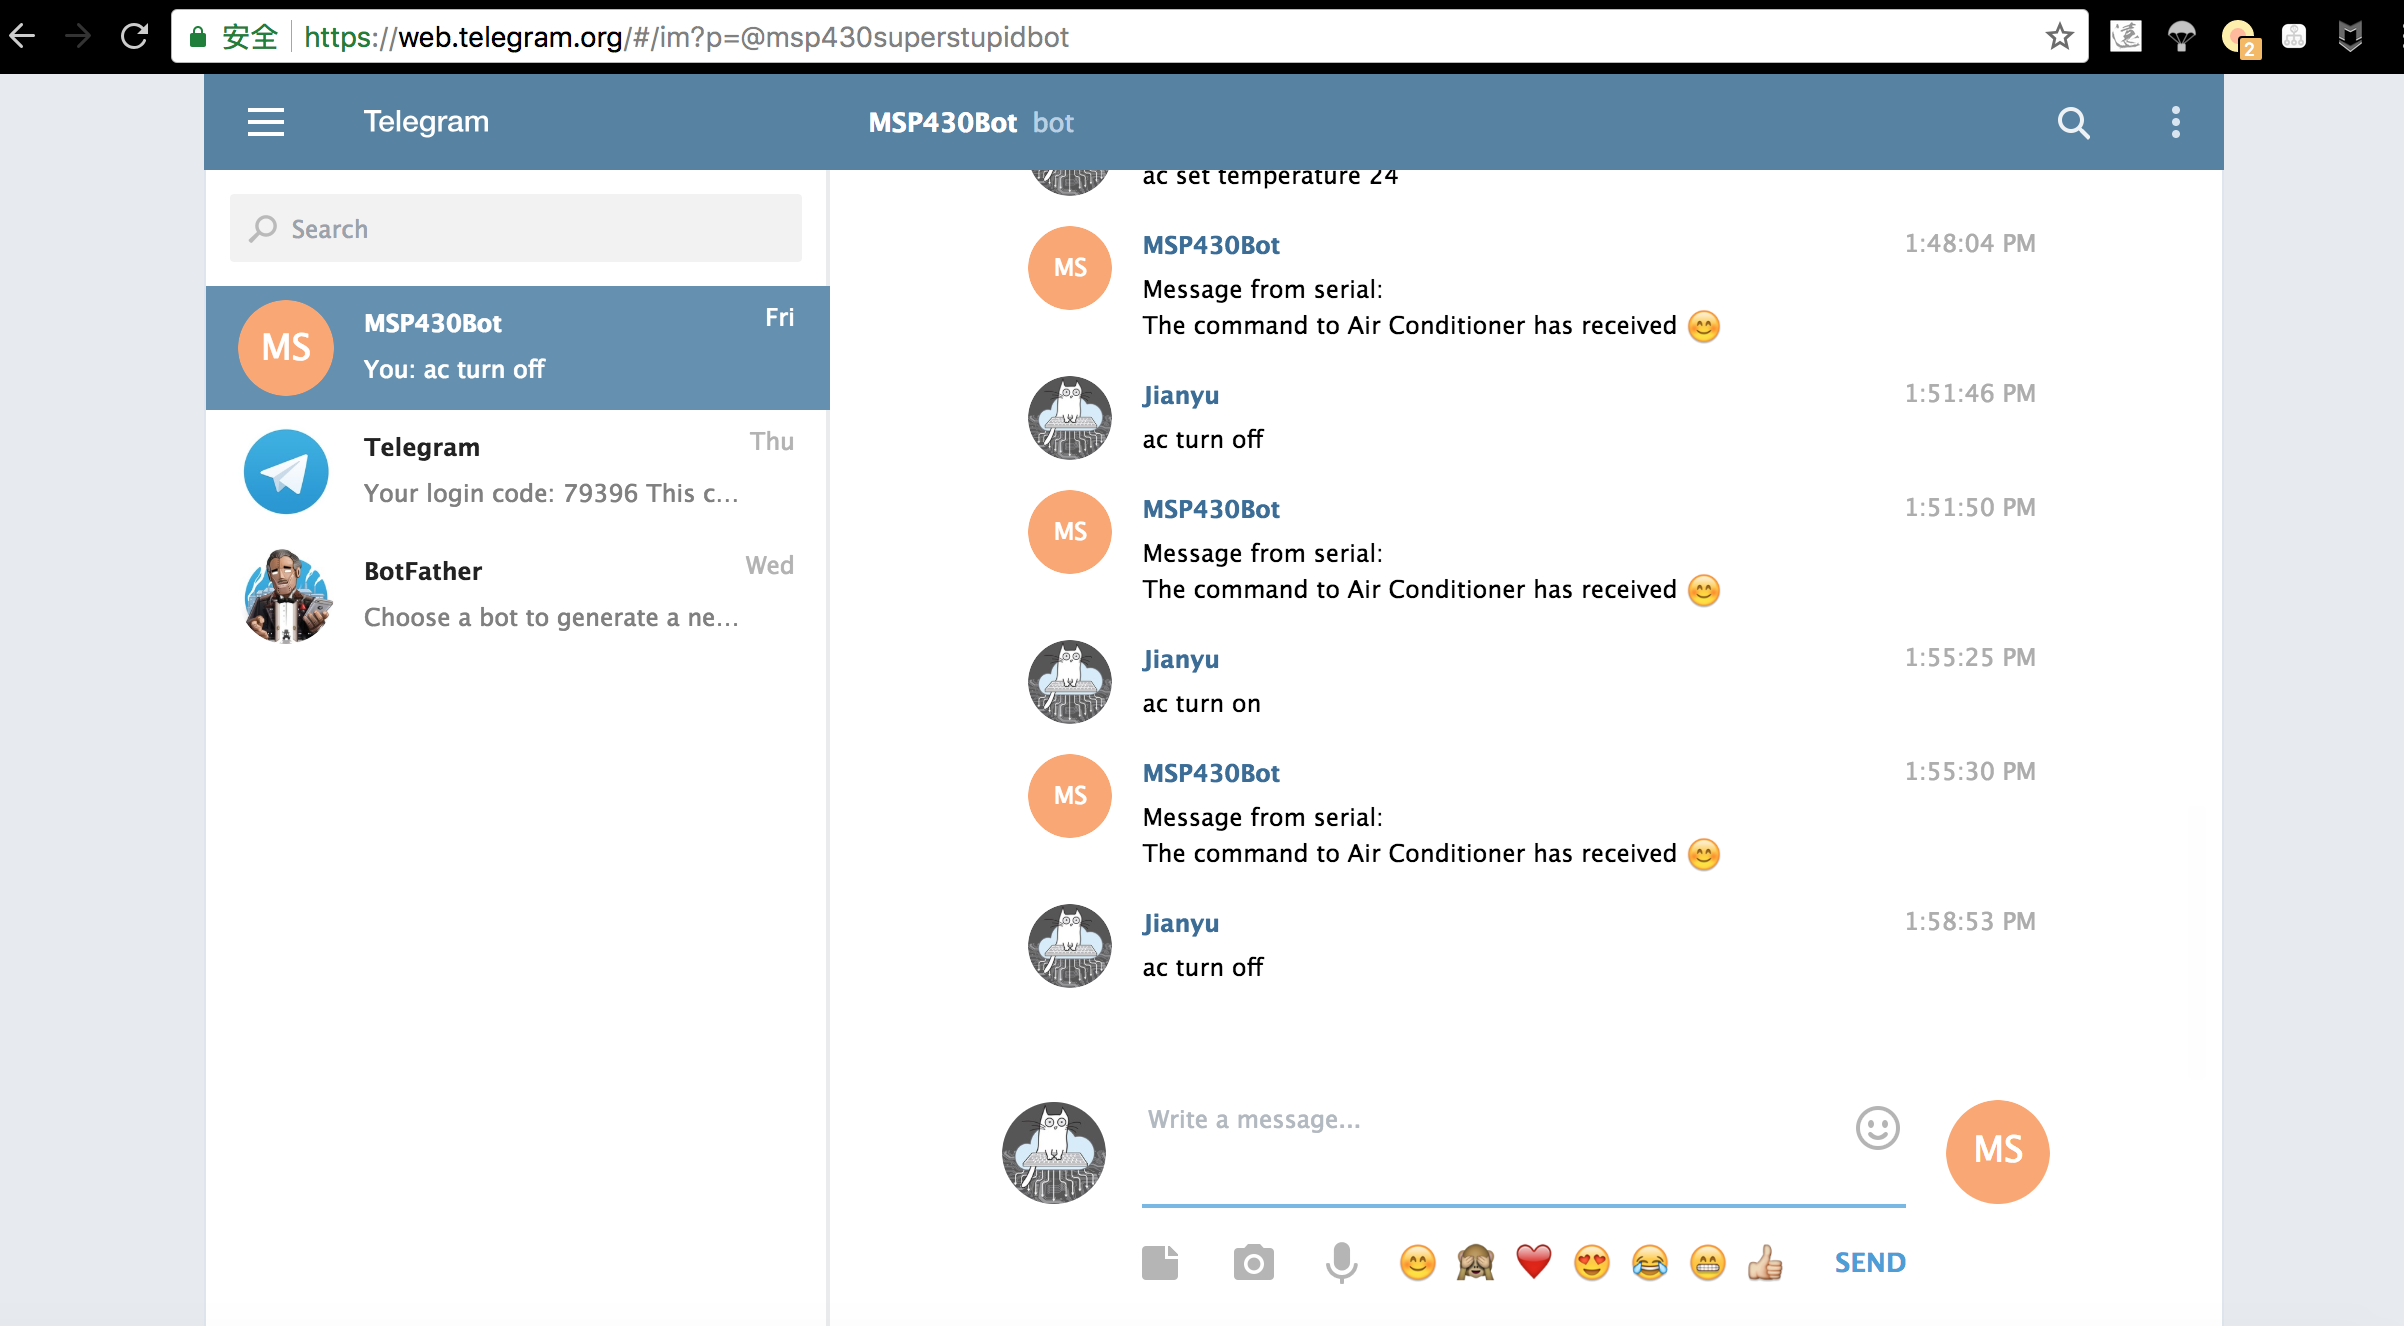 安全
https://web.telegram.org/#/im?p=@msp430superstupidbot
2
Telegram
MSP430Bot bot
Search
MSP430Bot
Fri
MS
You: ac turn off
Telegram
Thu
Your login code: 79396 This c...
BotFather
Wed
Choose a bot to generate a ne...
ac set temperature 24
MSP430Bot
1:48:04 PM
MS
Message from serial:
The command to Air Conditioner has received 😊
Jianyu
1:51:46 PM
ac turn off
MSP430Bot
1:51:50 PM
MS
Message from serial:
The command to Air Conditioner has received 😊
Jianyu
1:55:25 PM
ac turn on
MSP430Bot
1:55:30 PM
MS
Message from serial:
The command to Air Conditioner has received 😊
Jianyu
1:58:53 PM
ac turn off
Write a message...
MS
SEND